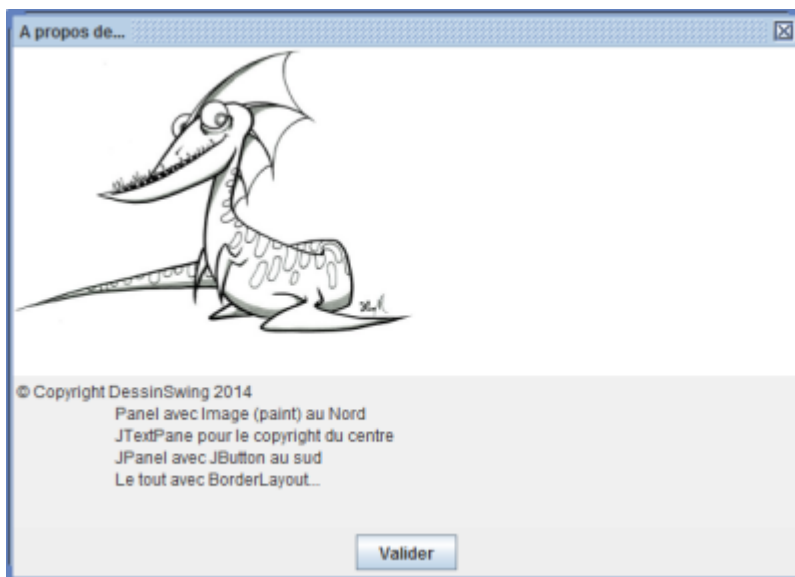 A propos de...
© Copyright DessinSwing 2014
Panel avec Image (paint) au Nord
JTextPane pour le copyright du centre
JPanel avec JButton au sud
Le tout avec BorderLayout...
Valider